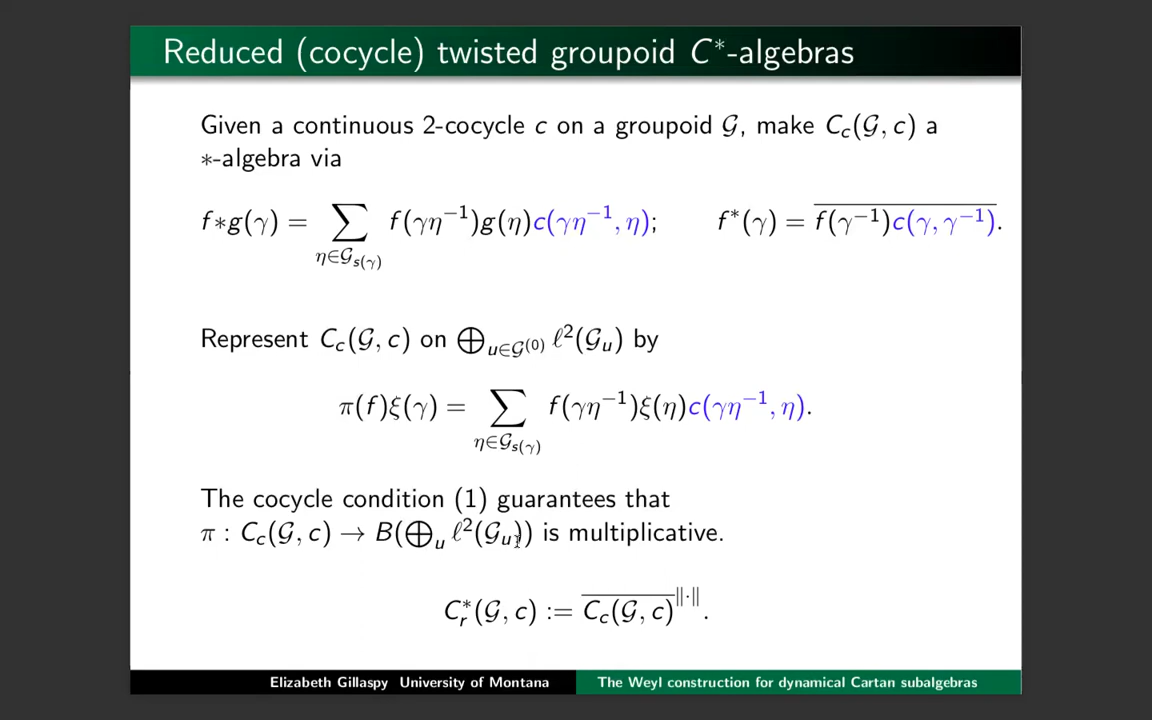 Reduced (cocycle) twisted groupoid C*-algebras
Given a continuous 2-cocycle c on a groupoid 𝒢, make C_c(𝒢, c) a
∗-algebra via
f∗g(γ) = ∑_{η∈𝒢_{s(γ)}} f(γη⁻¹)g(η)c(γη⁻¹, η); f*(γ) = \overline{f(γ⁻¹)c(γ, γ⁻¹)}.
Represent C_c(𝒢, c) on ⊕_{u∈𝒢⁽⁰⁾} ℓ²(𝒢_u) by
π(f)ξ(γ) = ∑_{η∈𝒢_{s(γ)}} f(γη⁻¹)ξ(η)c(γη⁻¹, η).
The cocycle condition (1) guarantees that
π : C_c(𝒢, c) → B(⊕_u ℓ²(𝒢_u)) is multiplicative.
C*_r(𝒢, c) := \overline{C_c(𝒢, c)}^{‖·‖}.
Elizabeth Gillaspy University of Montana
The Weyl construction for dynamical Cartan subalgebras